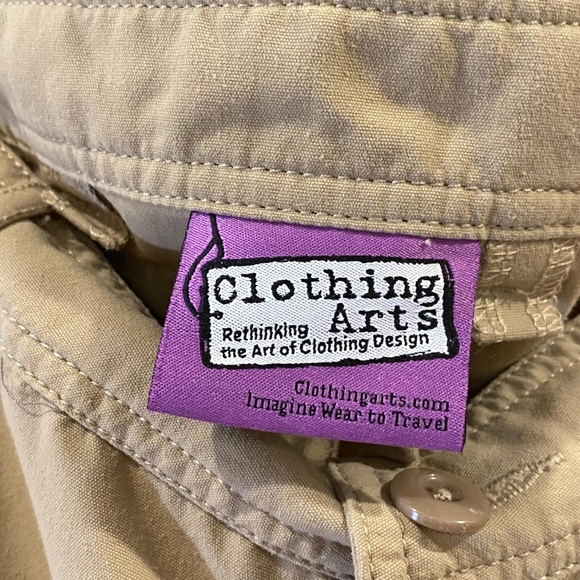 Clothing
Arts
Rethinking
the Art of Clothing Design
Clothingarts.com
Imagine Wear to Travel